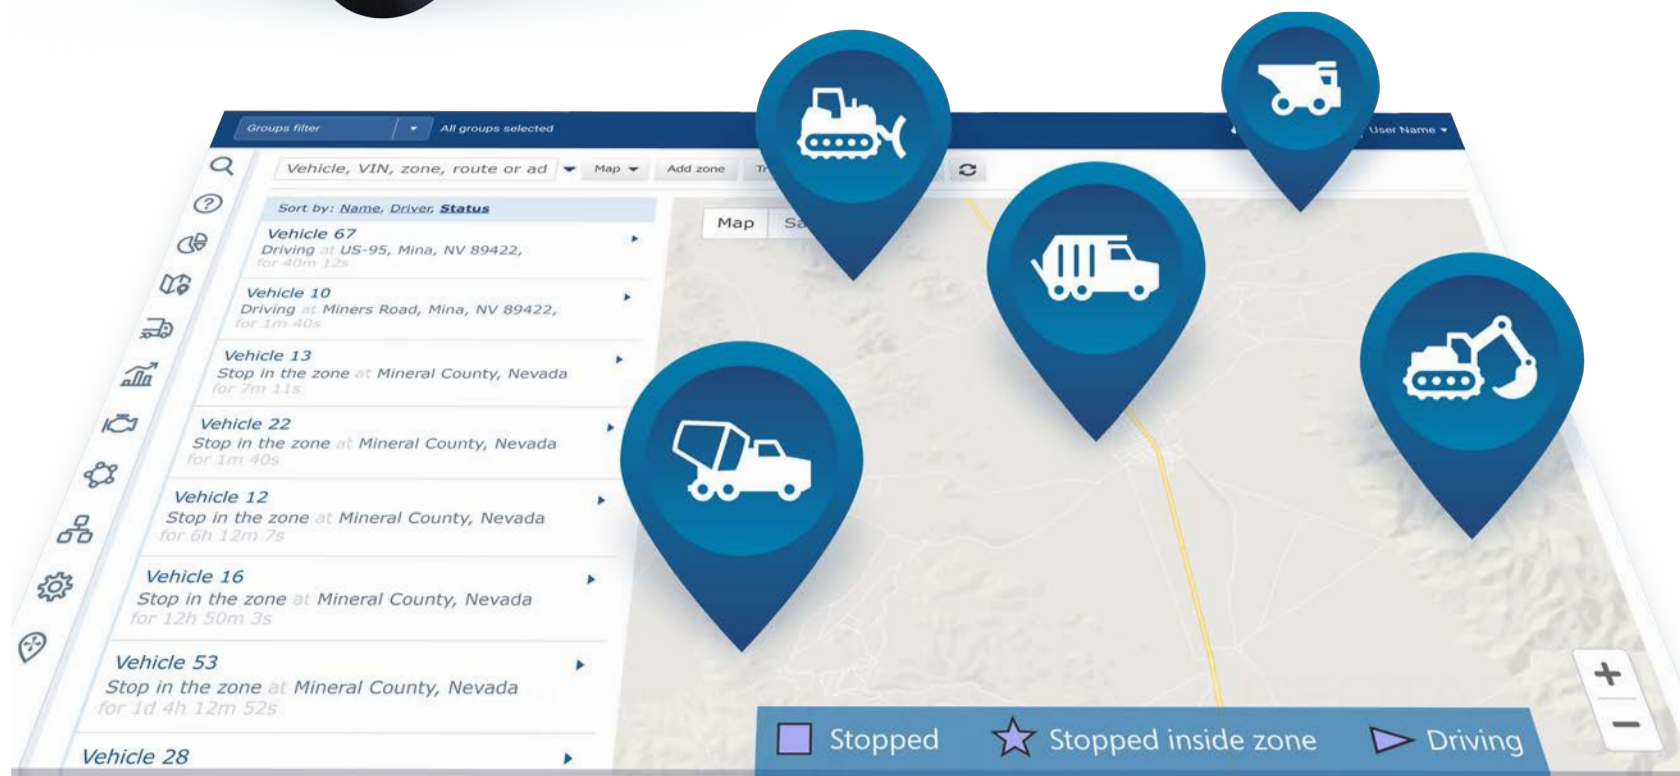 Groups filter
All groups selected
User Name
Vehicle, VIN, zone, route or ad
Map
Add zone
Sort by: Name, Driver, Status
Map
Vehicle 67
Driving at US-95, Mina, NV 89422,
for 40m 12s
Vehicle 10
Driving at Miners Road, Mina, NV 89422,
for 1m 40s
Vehicle 13
Stop in the zone at Mineral County, Nevada
for 7m 11s
Vehicle 22
Stop in the zone at Mineral County, Nevada
for 1m 40s
Vehicle 12
Stop in the zone at Mineral County, Nevada
for 6h 12m 7s
Vehicle 16
Stop in the zone at Mineral County, Nevada
for 12h 50m 3s
Vehicle 53
Stop in the zone at Mineral County, Nevada
for 1d 4h 12m 52s
Vehicle 28
Stopped
Stopped inside zone
Driving